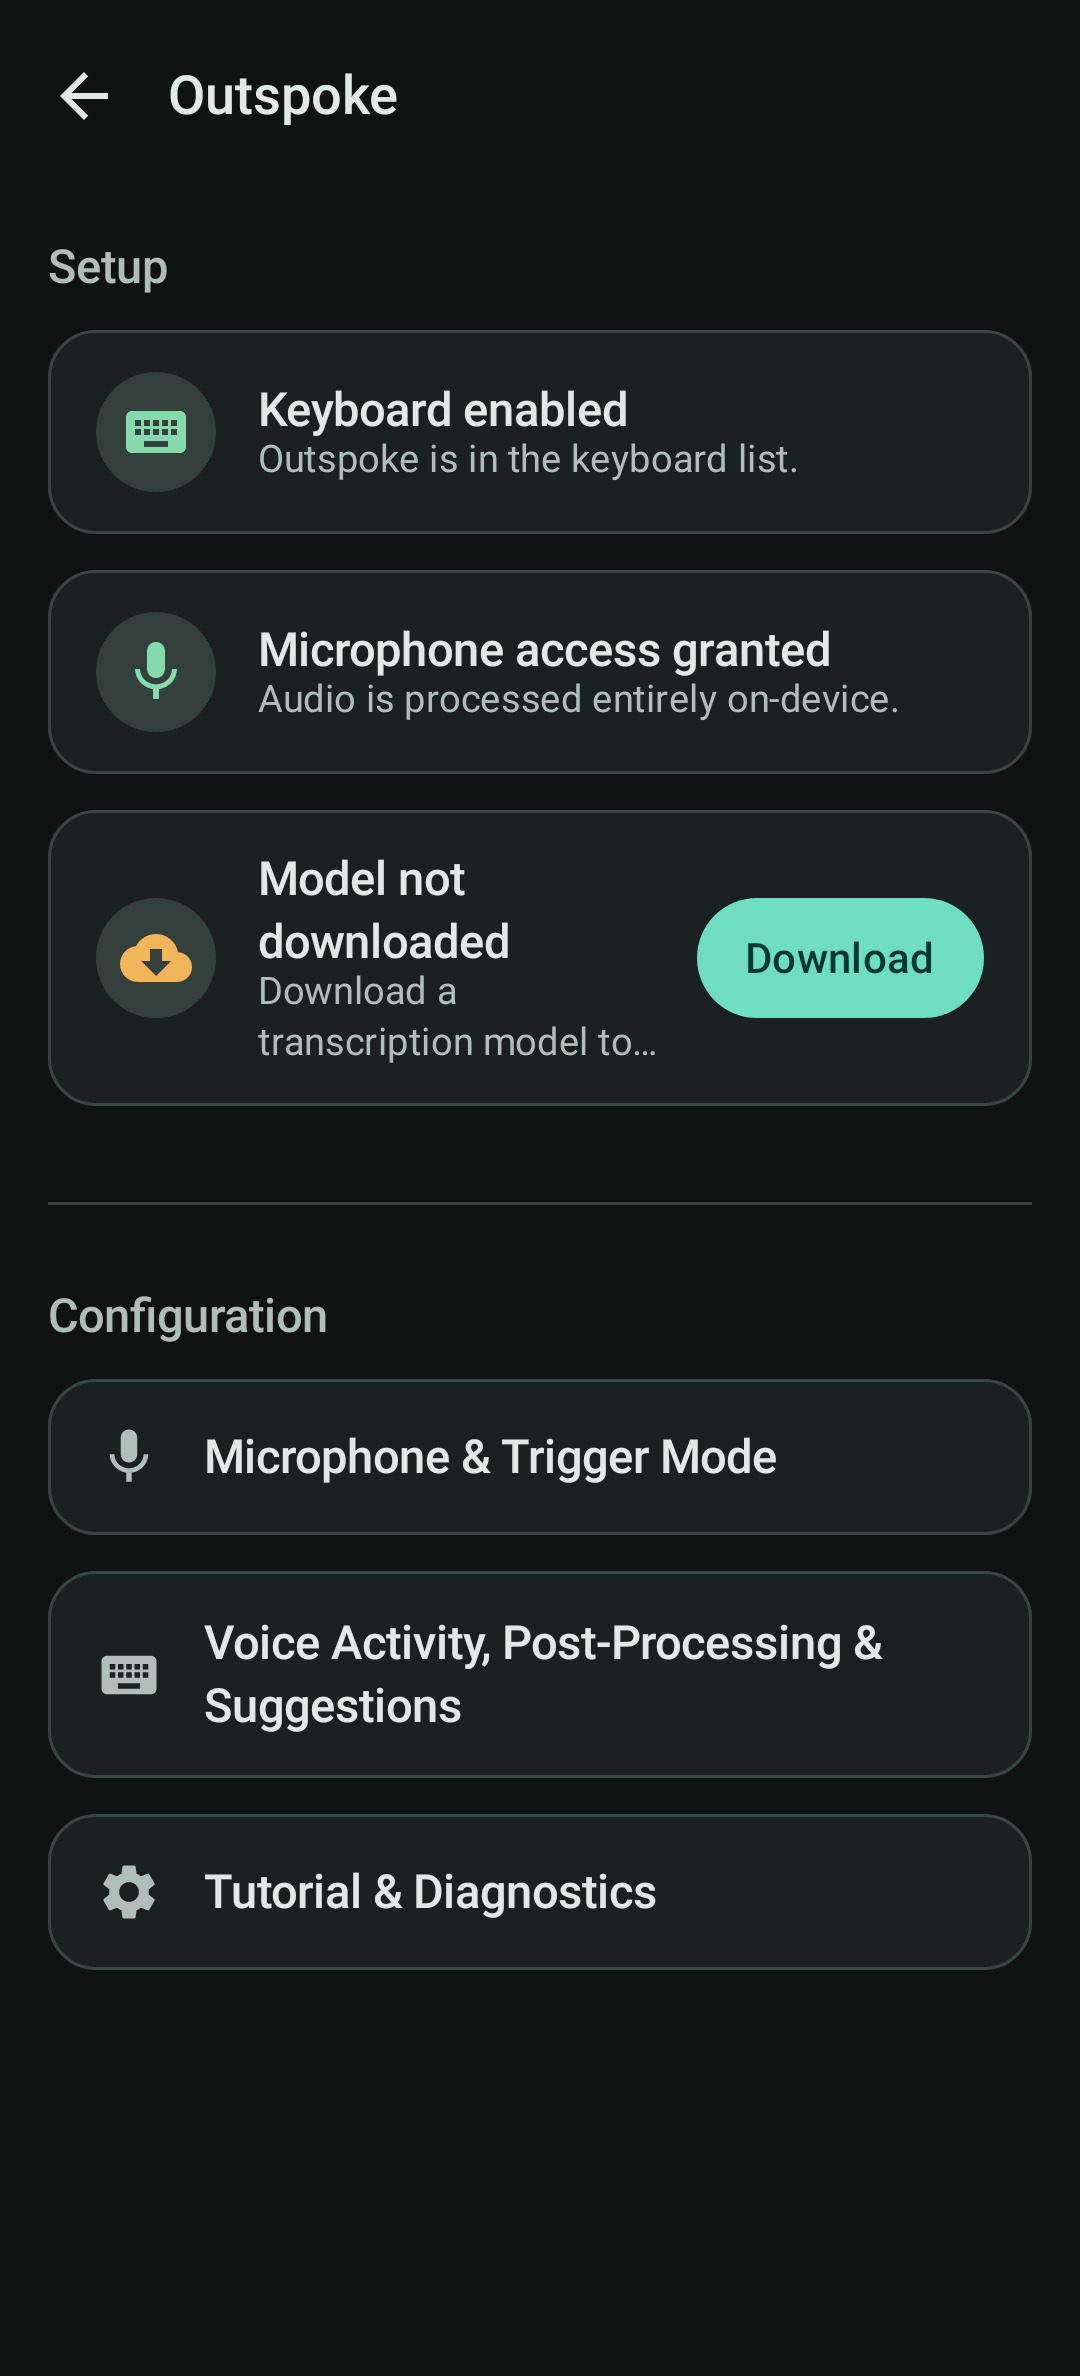 Outspoke
Setup
Keyboard enabled
Outspoke is in the keyboard list.
Microphone access granted
Audio is processed entirely on-device.
Model not
downloaded
Download a
transcription model to…
Download
Configuration
Microphone & Trigger Mode
Voice Activity, Post-Processing &
Suggestions
Tutorial & Diagnostics